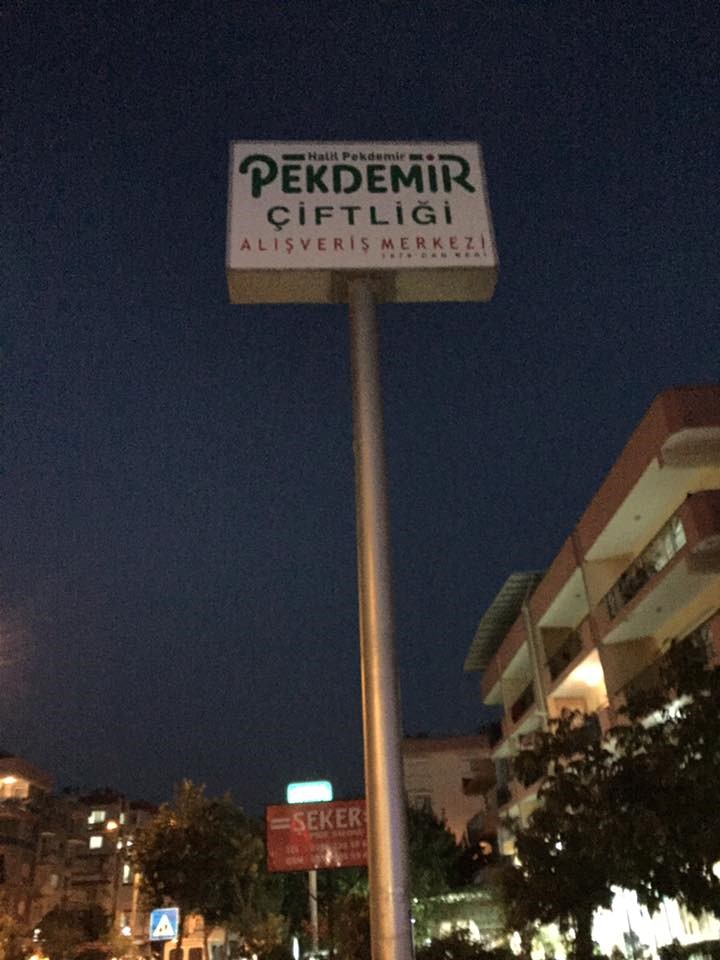 Halil Pekdemir
PEKDEMİR
ÇİFTLİĞİ
ALIŞVERİŞ MERKEZİ
ŞEKER